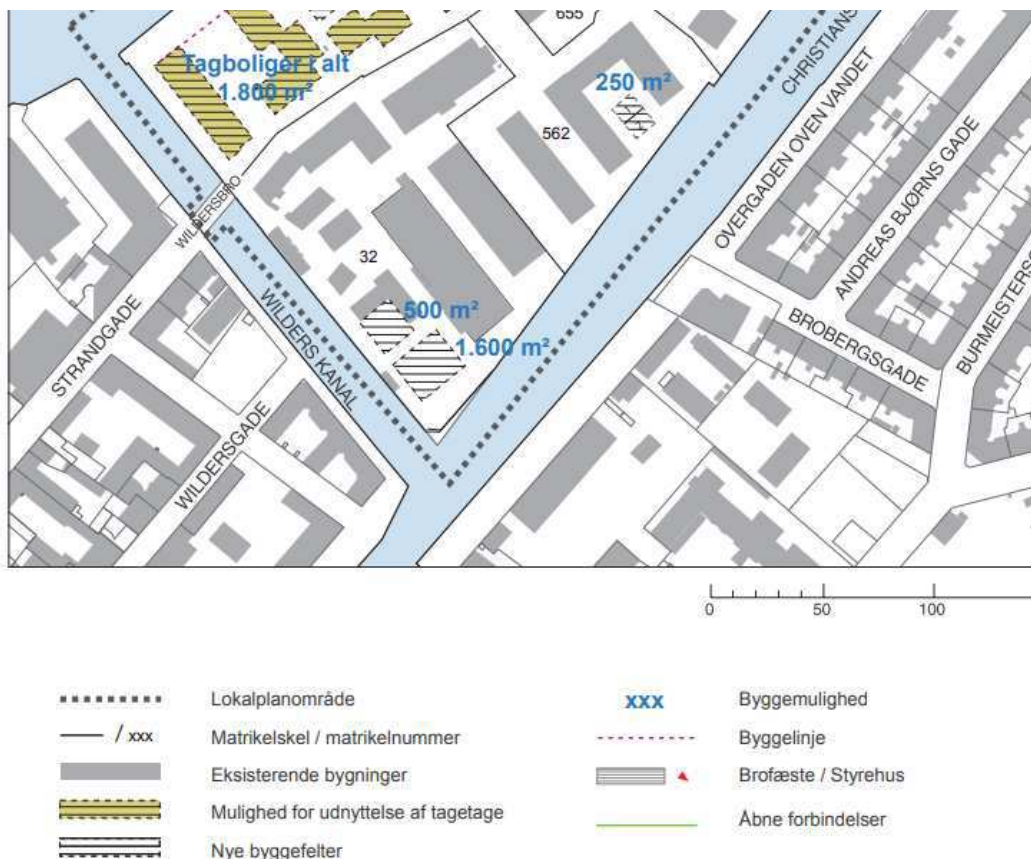 655
CHRISTIANS
Tagboliger i alt
1.800 m²
250 m²
562
OVERGADEN OVEN VANDET
ANDREAS BJØRNS GADE
WILDERSBRO
32
500 m²
1.600 m²
STRANDGADE
WILDERS KANAL
BROBERGSGADE
BURMEISTERSG
WILDERSGADE
0 50 100
Lokalplanområde
/ xxx Matrikelskel / matrikelnummer
Eksisterende bygninger
Mulighed for udnyttelse af tagetage
Nye byggefelter
xxx Byggemulighed
Byggelinje
Brofæste / Styrehus
Åbne forbindelser